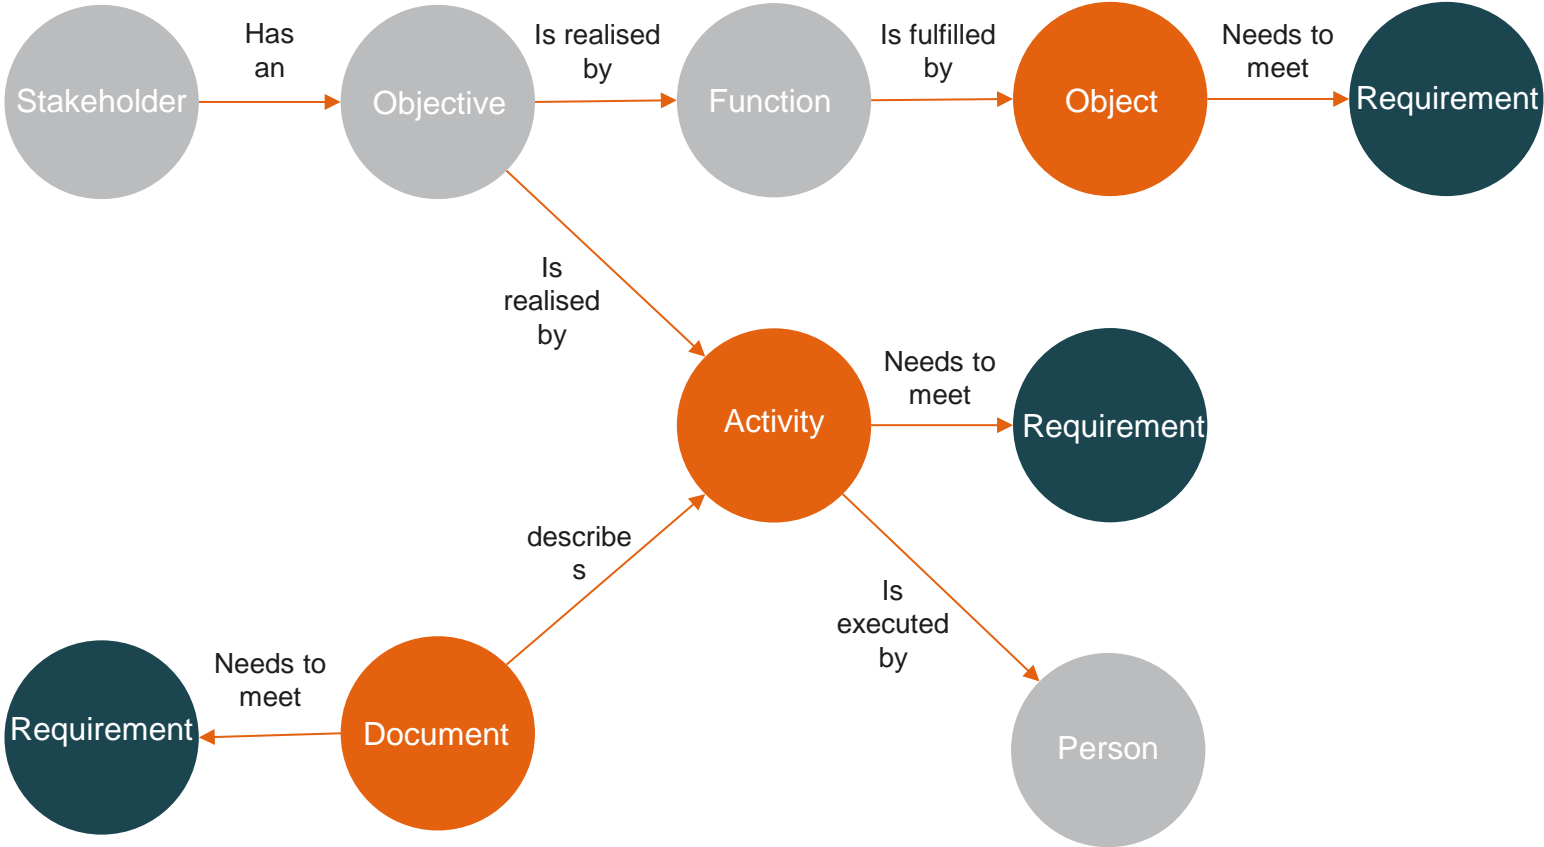 Stakeholder
Has
an
Objective
Is realised
by
Function
Is fulfilled
by
Object
Needs to
meet
Requirement
Is
realised
by
Activity
Needs to
meet
Requirement
describe
s
Is
executed
by
Requirement
Needs to
meet
Document
Person